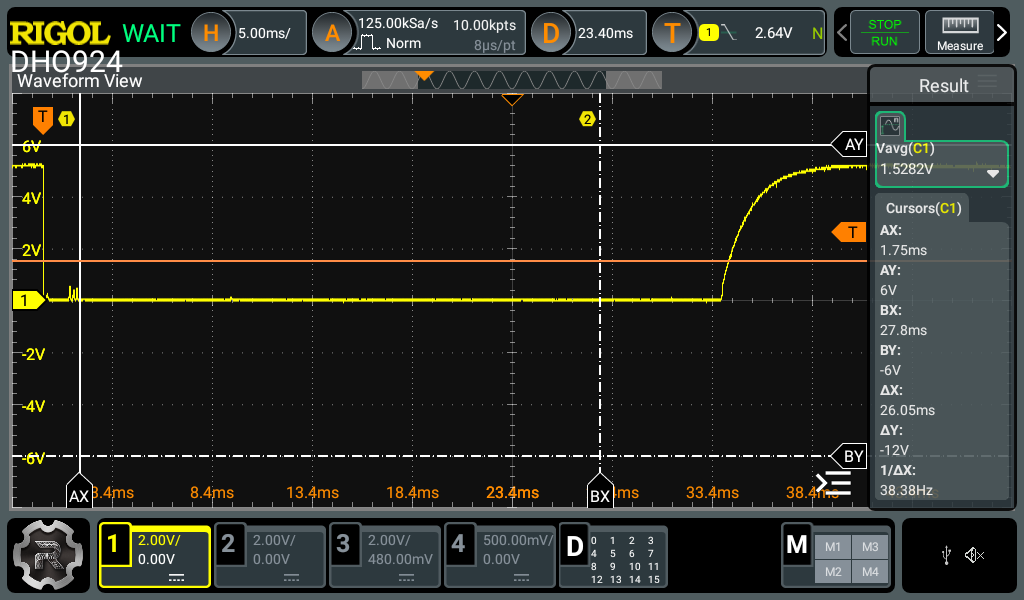 RIGOL WAIT H 5.00ms/ A 125.00kSa/s 10.00kpts Norm 8µs/pt D 23.40ms T 1 2.64V N STOP RUN Measure
DHO924
Waveform View
Result
T 1 2
6V AY
Vavg(C1)
1.5282V
4V
Cursors(C1)
AX:
T
1.75ms
2V
AY:
6V
1
BX:
27.8ms
BY:
-2V
-6V
ΔX:
-4V
26.05ms
ΔY:
-6V BY
-12V
1/ΔX:
38.38Hz
AX 3.4ms 8.4ms 13.4ms 18.4ms 23.4ms BX ms 33.4ms 38.4ms
1 2.00V/ 0.00V
2 2.00V/ 0.00V
3 2.00V/ 480.00mV
4 500.00mV/ 0.00V
D 0 1 2 3
4 5 6 7
8 9 10 11
12 13 14 15
M M1 M3
M2 M4
R